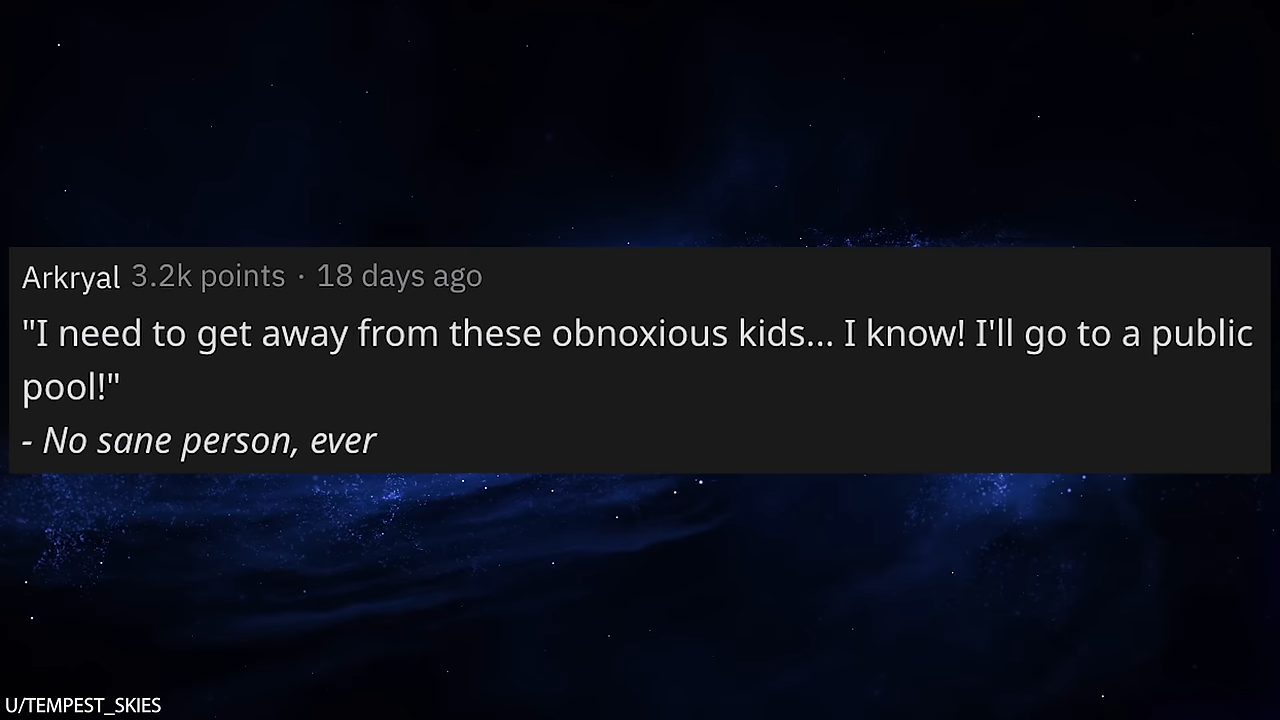 Arkryal 3.2k points · 18 days ago
"I need to get away from these obnoxious kids... I know! I'll go to a public
pool!"
- No sane person, ever
U/TEMPEST_SKIES